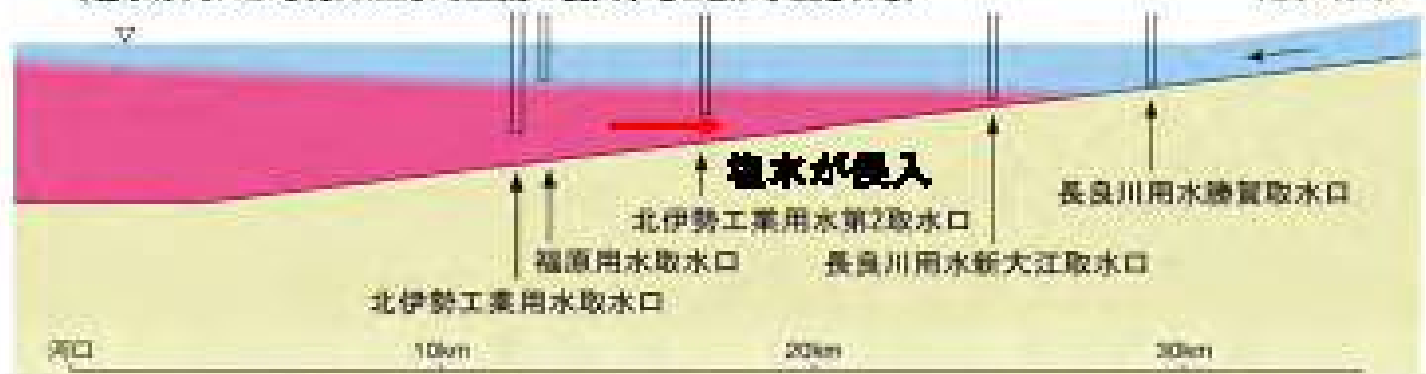 塩水が侵入
長良川用水勝賀取水口
北伊勢工業用水第2取水口
福原用水取水口
長良川用水新大江取水口
北伊勢工業用水取水口
河口
10km
20km
30km